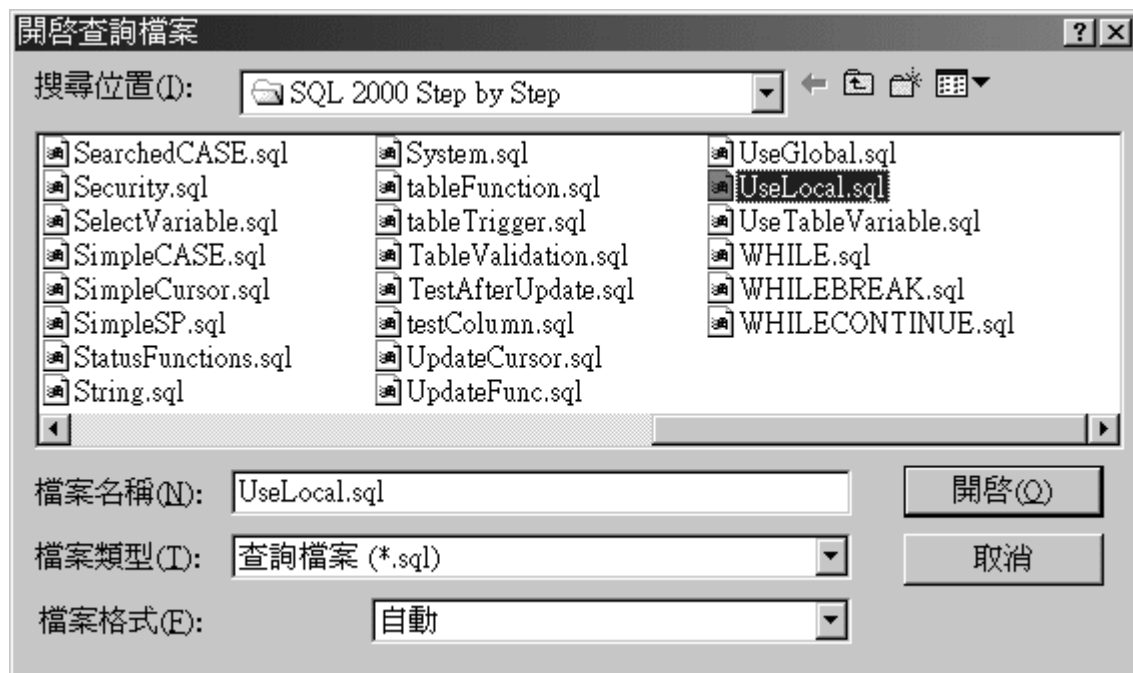 開啓查詢檔案
搜尋位置(I): SQL 2000 Step by Step
SearchedCASE.sql
Security.sql
SelectVariable.sql
SimpleCASE.sql
SimpleCursor.sql
SimpleSP.sql
StatusFunctions.sql
String.sql
System.sql
tableFunction.sql
tableTrigger.sql
TableValidation.sql
TestAfterUpdate.sql
testColumn.sql
UpdateCursor.sql
UpdateFunc.sql
UseGlobal.sql
UseLocal.sql
UseTableVariable.sql
WHILE.sql
WHILEBREAK.sql
WHILECONTINUE.sql
檔案名稱(N): UseLocal.sql 開啓(O)
檔案類型(T): 查詢檔案 (*.sql) 取消
檔案格式(F): 自動